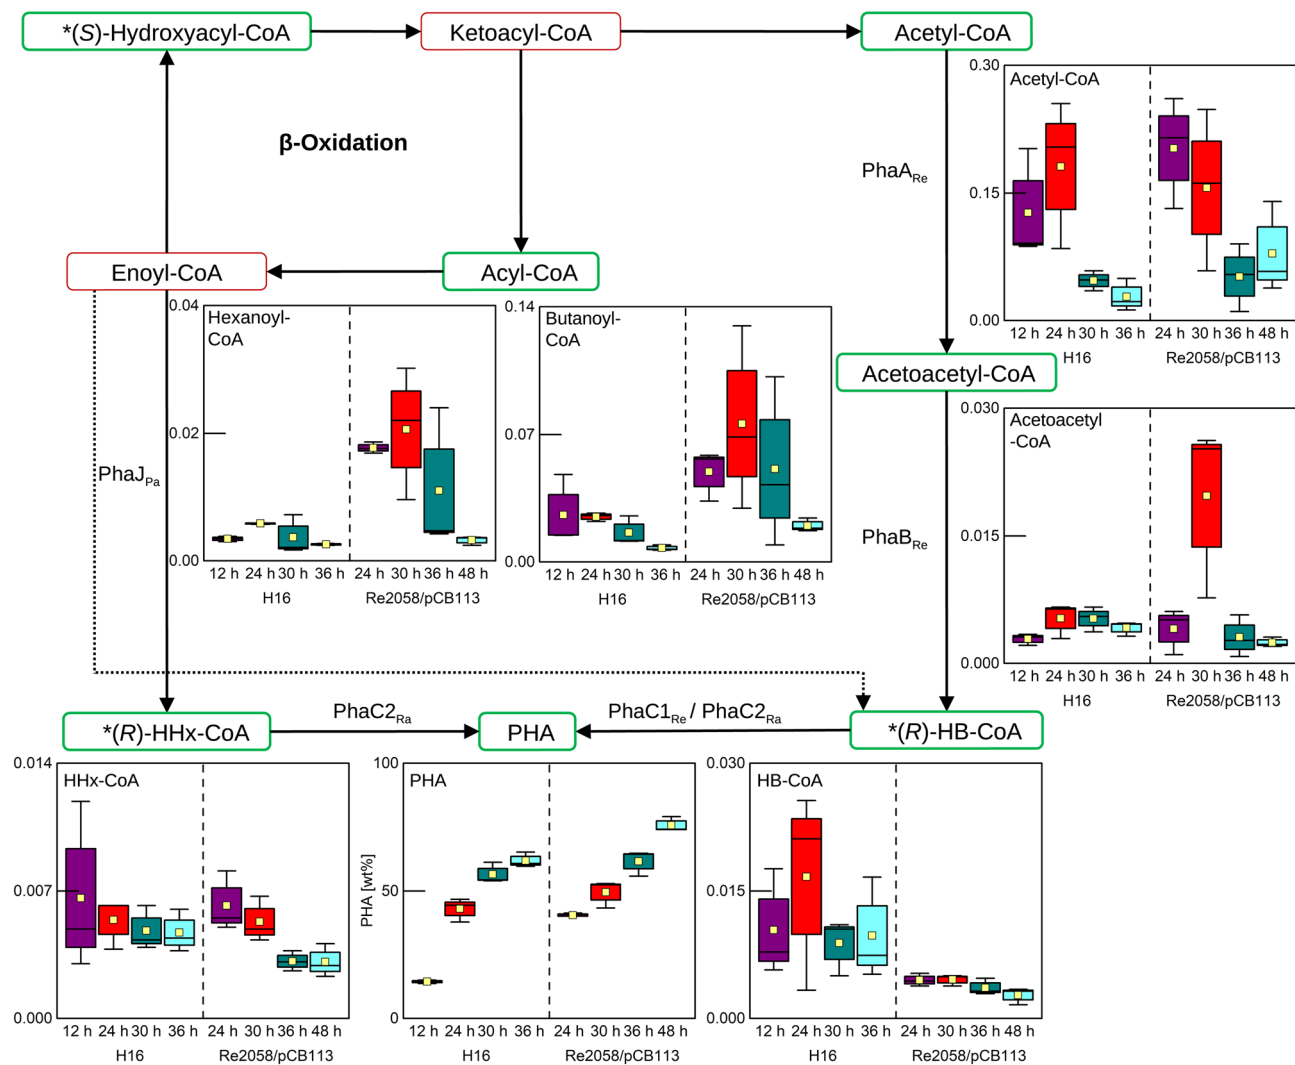 *(S)-Hydroxyacyl-CoA
Ketoacyl-CoA
Acetyl-CoA
β-Oxidation
PhaA_Re
0.30
Acetyl-CoA
0.15
0.00
12 h 24 h 30 h 36 h 24 h 30 h 36 h 48 h
H16 Re2058/pCB113
Enoyl-CoA
Acyl-CoA
0.04
Hexanoyl-
CoA
0.02
0.00
12 h 24 h 30 h 36 h 24 h 30 h 36 h 48 h
H16 Re2058/pCB113
0.14
Butanoyl-
CoA
0.07
0.00
12 h 24 h 30 h 36 h 24 h 30 h 36 h 48 h
H16 Re2058/pCB113
Acetoacetyl-CoA
PhaJ_Pa
PhaB_Re
0.030
Acetoacetyl
-CoA
0.015
0.000
12 h 24 h 30 h 36 h 24 h 30 h 36 h 48 h
H16 Re2058/pCB113
*(R)-HHx-CoA
PhaC2_Ra
PHA
PhaC1_Re / PhaC2_Ra
*(R)-HB-CoA
0.014
HHx-CoA
0.007
0.000
12 h 24 h 30 h 36 h 24 h 30 h 36 h 48 h
H16 Re2058/pCB113
100
PHA
PHA [wt%]
50
0
12 h 24 h 30 h 36 h 24 h 30 h 36 h 48 h
H16 Re2058/pCB113
0.030
HB-CoA
0.015
0.000
12 h 24 h 30 h 36 h 24 h 30 h 36 h 48 h
H16 Re2058/pCB113